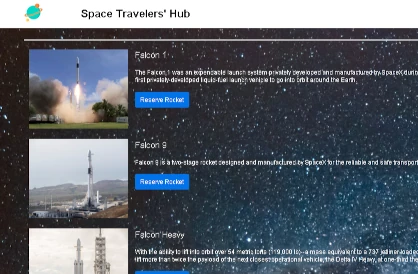 Space Travelers' Hub
Falcon 1
The Falcon 1 was an expendable launch system privately developed and manufactured by SpaceX during
first privately-developed liquid-fuel launch vehicle to go into orbit around the Earth.
Reserve Rocket
Falcon 9
Falcon 9 is a two-stage rocket designed and manufactured by SpaceX for the reliable and safe transport
Reserve Rocket
Falcon Heavy
With the ability to lift into orbit over 54 metric tons (119,000 lb)--a mass equivalent to a 737 jetliner loaded
lift more than twice the payload of the next closest operational vehicle, the Delta IV Heavy, at one-third the